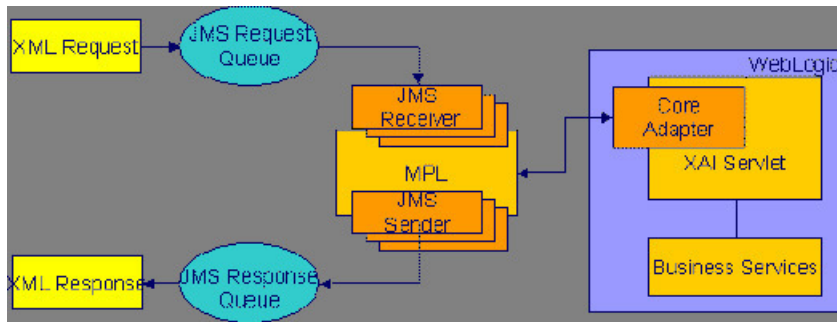 XML Request
JMS Request
Queue
WebLogic
JMS
Receiver
Core
Adapter
XAI Servlet
MPL
JMS
Sender
XML Response
JMS Response
Queue
Business Services